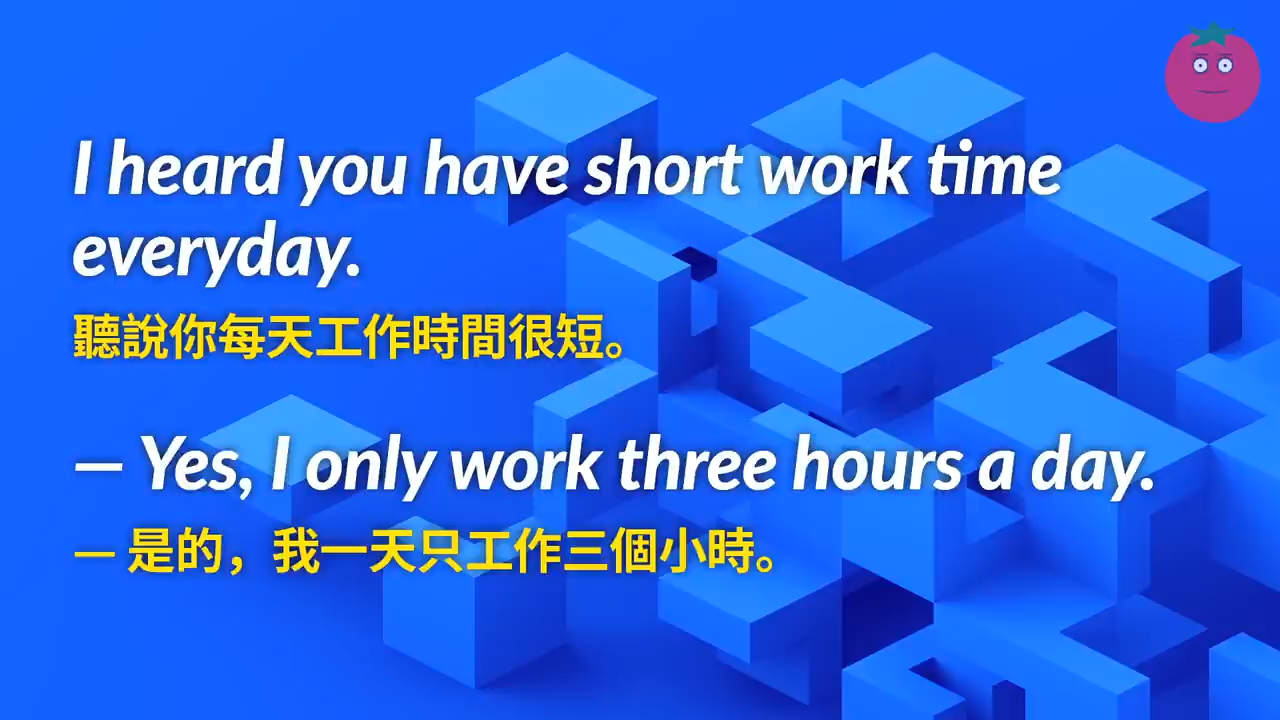 I heard you have short work time
everyday.
聽說你每天工作時間很短。
— Yes, I only work three hours a day.
— 是的，我一天只工作三個小時。